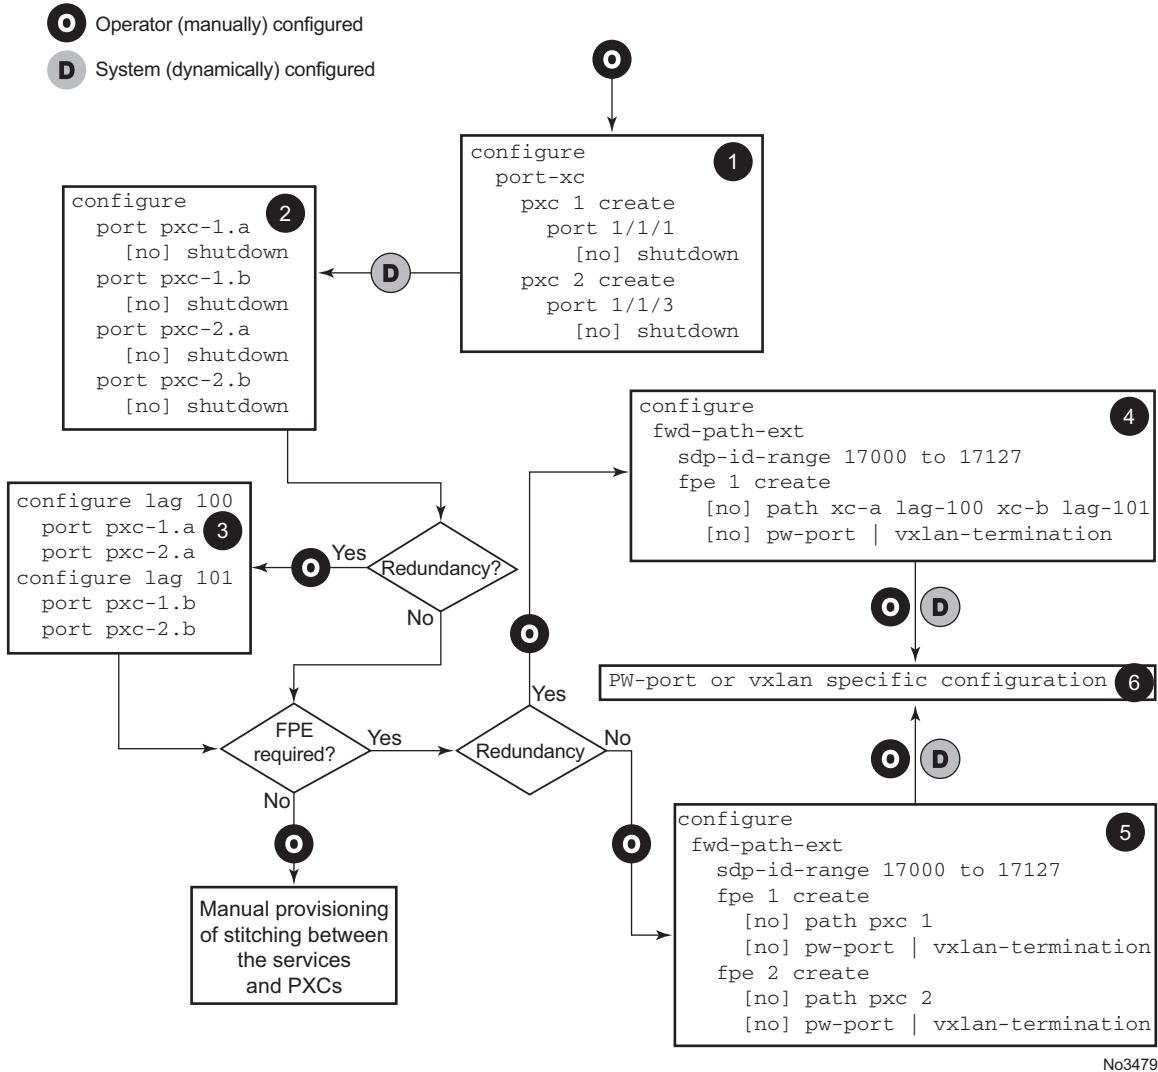 O Operator (manually) configured
D System (dynamically) configured
O
1
configure
port-xc
pxc 1 create
port 1/1/1
[no] shutdown
pxc 2 create
port 1/1/3
[no] shutdown
D
2
configure
port pxc-1.a
[no] shutdown
port pxc-1.b
[no] shutdown
port pxc-2.a
[no] shutdown
port pxc-2.b
[no] shutdown
Redundancy?
Yes
O
No
3
configure lag 100
port pxc-1.a
port pxc-2.a
configure lag 101
port pxc-1.b
port pxc-2.b
FPE
required?
Yes
No
O
Manual provisioning
of stitching between
the services
and PXCs
Redundancy
Yes
O
No
O
4
configure
fwd-path-ext
sdp-id-range 17000 to 17127
fpe 1 create
[no] path xc-a lag-100 xc-b lag-101
[no] pw-port | vxlan-termination
O D
PW-port or vxlan specific configuration 6
O D
5
configure
fwd-path-ext
sdp-id-range 17000 to 17127
fpe 1 create
[no] path pxc 1
[no] pw-port | vxlan-termination
fpe 2 create
[no] path pxc 2
[no] pw-port | vxlan-termination
No3479